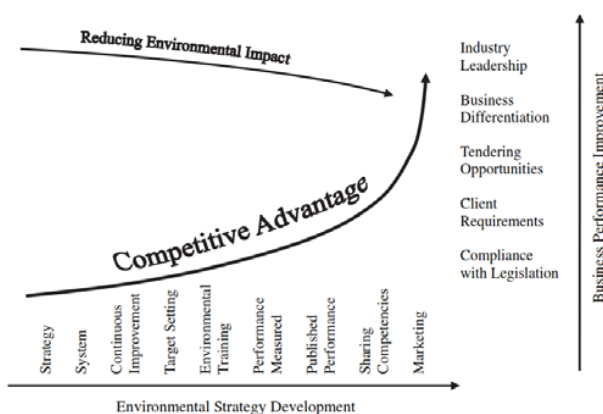 Reducing Environmental Impact
Competitive Advantage
Industry
Leadership
Business
Differentiation
Tendering
Opportunities
Client
Requirements
Compliance
with Legislation
Business Performance Improvement
Strategy
System
Continuous
Improvement
Target Setting
Environmental
Training
Performance
Measured
Published
Performance
Sharing
Competencies
Marketing
Environmental Strategy Development